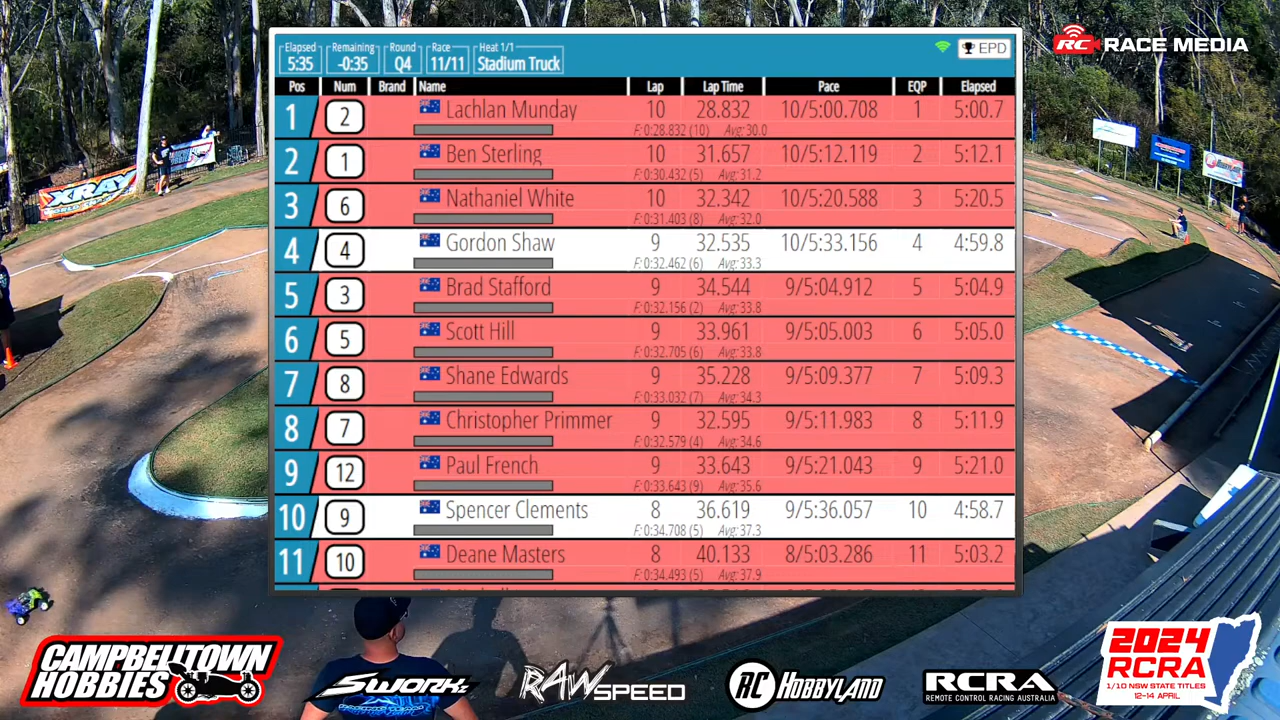 Elapsed Remaining Round Race Heat 1/1
5:35 -0:35 Q4 11/11 Stadium Truck
EPD
RC RACE MEDIA
Pos Num Brand Name Lap Lap Time Pace EQP Elapsed
1 2 Lachlan Munday 10 28.832 10/5:00.708 1 5:00.7
F: 0:28.832 (10) Avg: 30.0
2 1 Ben Sterling 10 31.657 10/5:12.119 2 5:12.1
F: 0:30.432 (5) Avg: 31.2
3 6 Nathaniel White 10 32.342 10/5:20.588 3 5:20.5
F: 0:31.403 (8) Avg: 32.0
4 4 Gordon Shaw 9 32.535 10/5:33.156 4 4:59.8
F: 0:32.462 (6) Avg: 33.3
5 3 Brad Stafford 9 34.544 9/5:04.912 5 5:04.9
F: 0:32.156 (2) Avg: 33.8
6 5 Scott Hill 9 33.961 9/5:05.003 6 5:05.0
F: 0:32.705 (6) Avg: 33.8
7 8 Shane Edwards 9 35.228 9/5:09.377 7 5:09.3
F: 0:33.032 (7) Avg: 34.3
8 7 Christopher Primmer 9 32.595 9/5:11.983 8 5:11.9
F: 0:32.579 (4) Avg: 34.6
9 12 Paul French 9 33.643 9/5:21.043 9 5:21.0
F: 0:33.643 (9) Avg: 35.6
10 9 Spencer Clements 8 36.619 9/5:36.057 10 4:58.7
F: 0:34.708 (5) Avg: 37.3
11 10 Deane Masters 8 40.133 8/5:03.286 11 5:03.2
F: 0:34.493 (5) Avg: 37.9
XRAY
CAMPBELLTOWN
HOBBIES
SWORKz
RAW SPEED
RC HOBBYLAND
RCRA
REMOTE CONTROL RACING AUSTRALIA
2024
RCRA
1/10 NSW STATE TITLES
12-14 APRIL